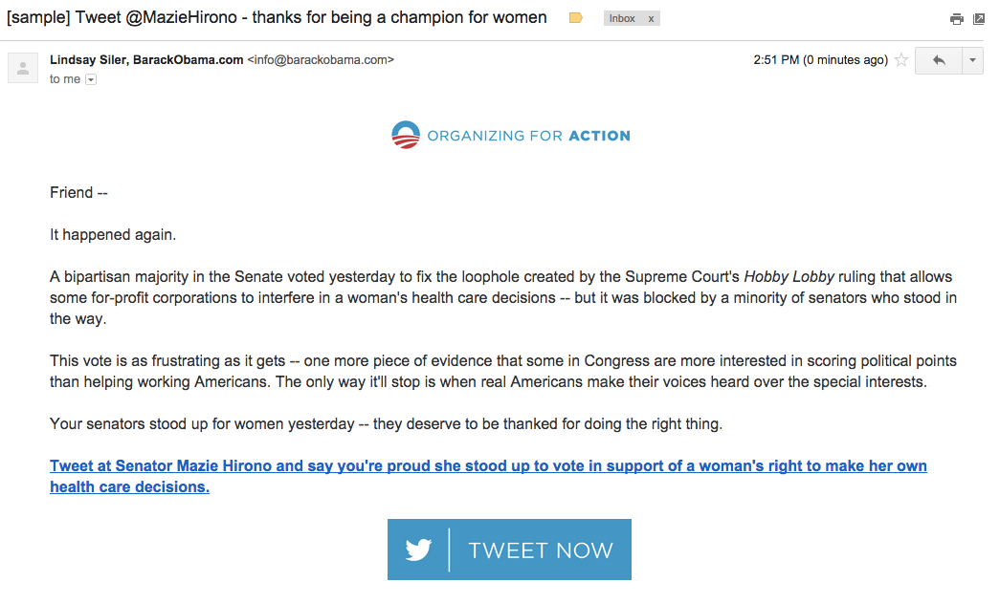 [sample] Tweet @MazieHirono - thanks for being a champion for women
Inbox x
Lindsay Siler, BarackObama.com <info@barackobama.com>
2:51 PM (0 minutes ago)
to me
ORGANIZING FOR ACTION
Friend --
It happened again.
A bipartisan majority in the Senate voted yesterday to fix the loophole created by the Supreme Court's Hobby Lobby ruling that allows
some for-profit corporations to interfere in a woman's health care decisions -- but it was blocked by a minority of senators who stood in
the way.
This vote is as frustrating as it gets -- one more piece of evidence that some in Congress are more interested in scoring political points
than helping working Americans. The only way it'll stop is when real Americans make their voices heard over the special interests.
Your senators stood up for women yesterday -- they deserve to be thanked for doing the right thing.
Tweet at Senator Mazie Hirono and say you're proud she stood up to vote in support of a woman's right to make her own
health care decisions.
TWEET NOW